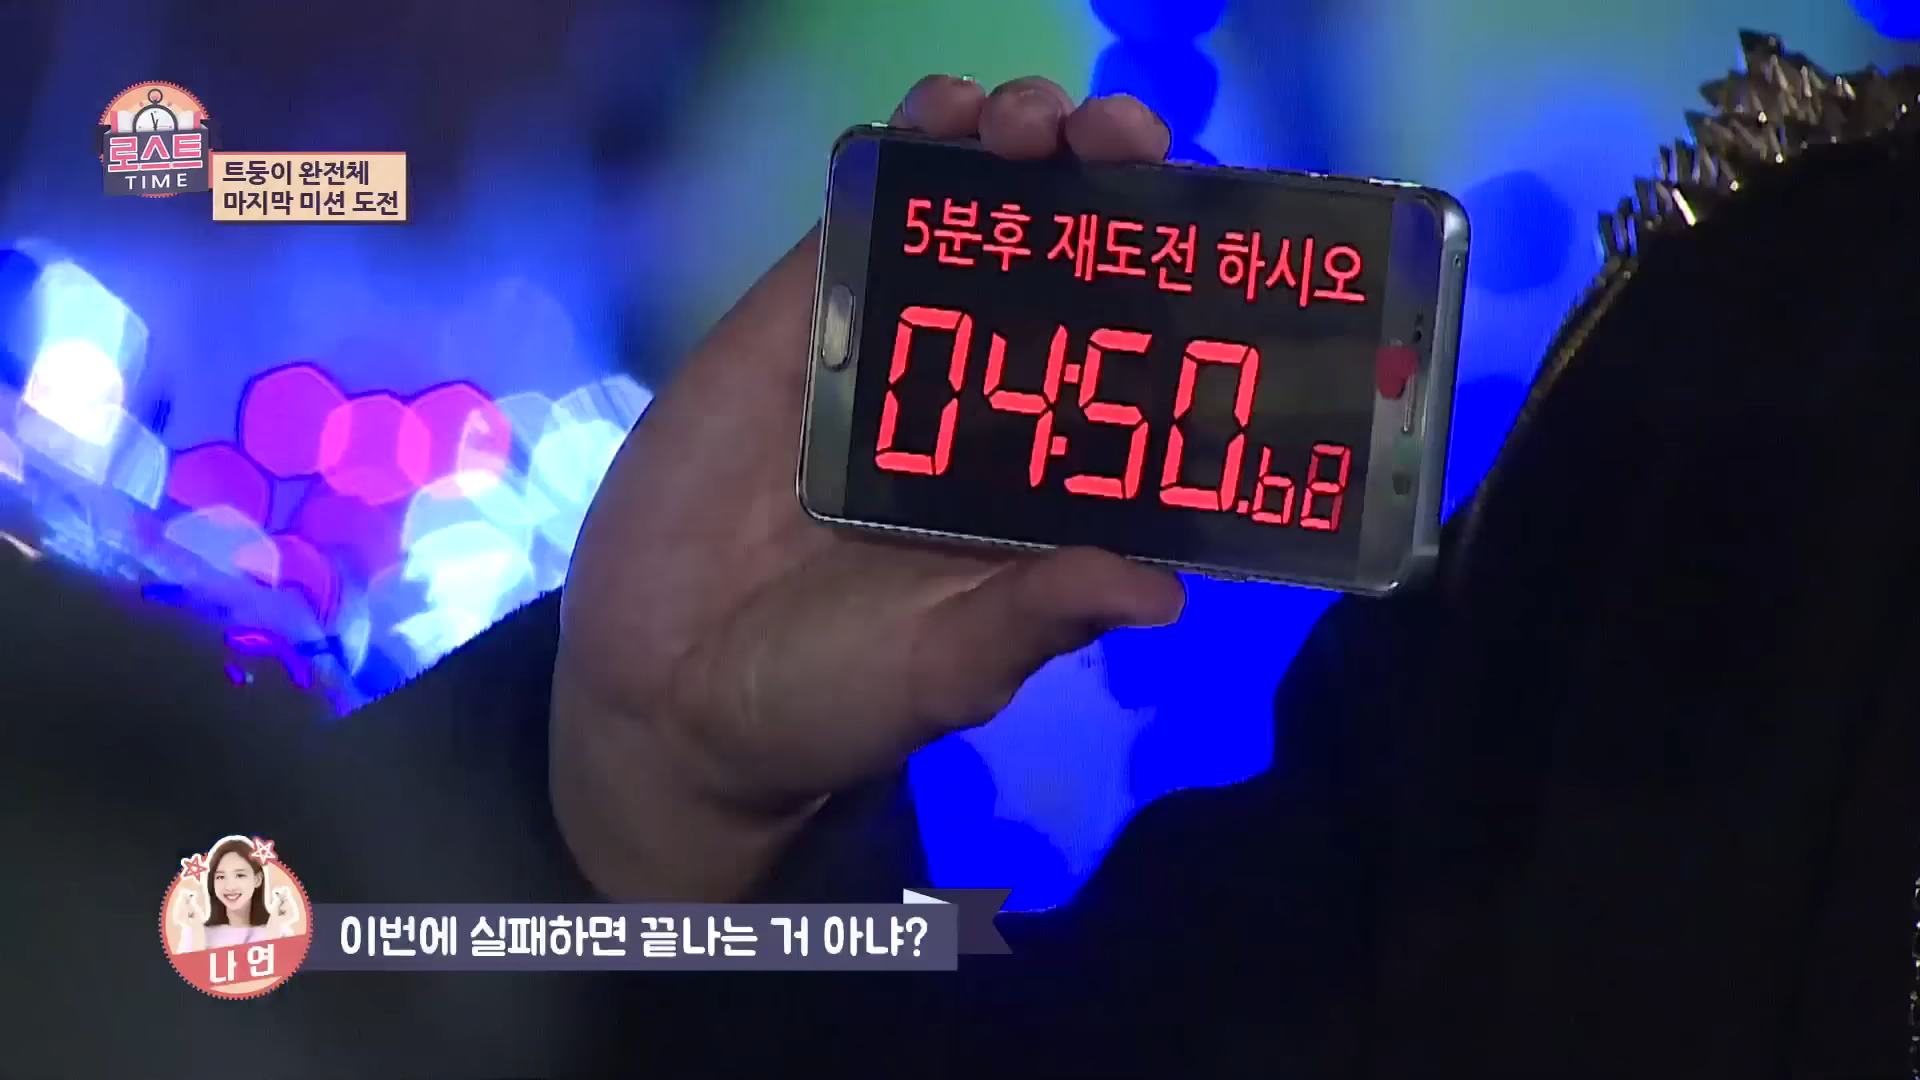 로스트
TIME
트둥이 완전체
마지막 미션 도전
5분후 재도전 하시오
04:50.68
나연
이번에 실패하면 끝나는 거 아냐?